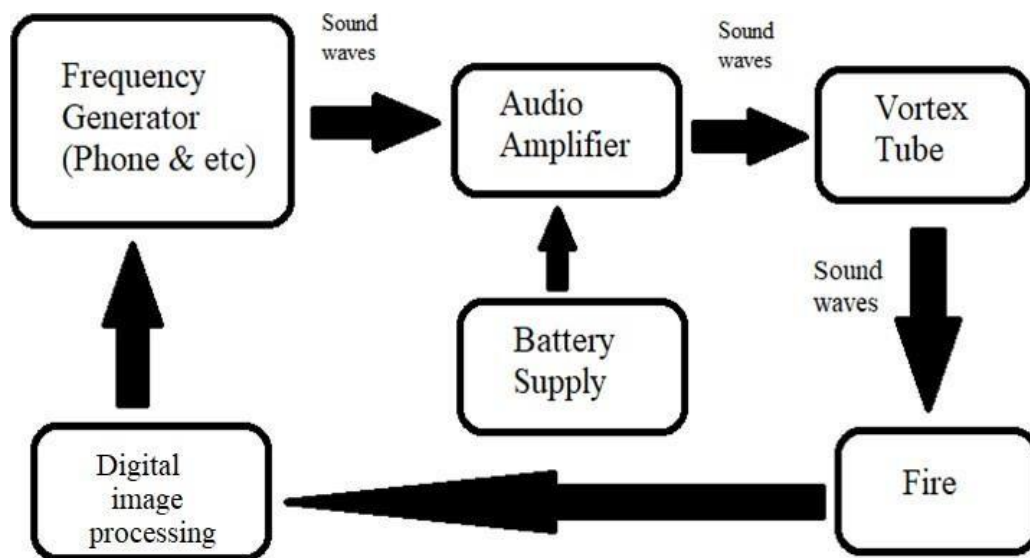 Frequency
Generator
(Phone & etc)
Sound
waves
Audio
Amplifier
Sound
waves
Vortex
Tube
Sound
waves
Battery
Supply
Digital
image
processing
Fire